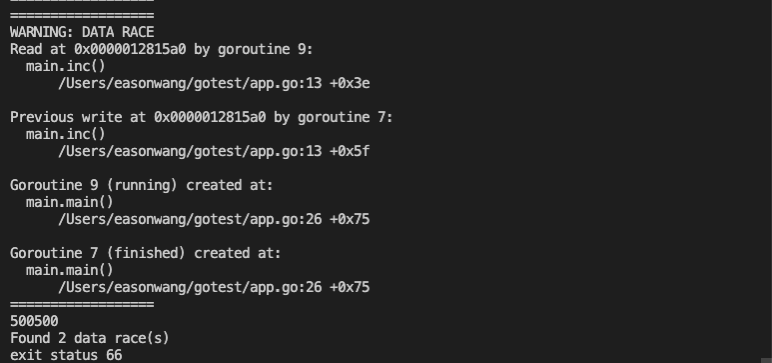 ==================
==================
WARNING: DATA RACE
Read at 0x0000012815a0 by goroutine 9:
  main.inc()
      /Users/easonwang/gotest/app.go:13 +0x3e

Previous write at 0x0000012815a0 by goroutine 7:
  main.inc()
      /Users/easonwang/gotest/app.go:13 +0x5f

Goroutine 9 (running) created at:
  main.main()
      /Users/easonwang/gotest/app.go:26 +0x75

Goroutine 7 (finished) created at:
  main.main()
      /Users/easonwang/gotest/app.go:26 +0x75
==================
500500
Found 2 data race(s)
exit status 66